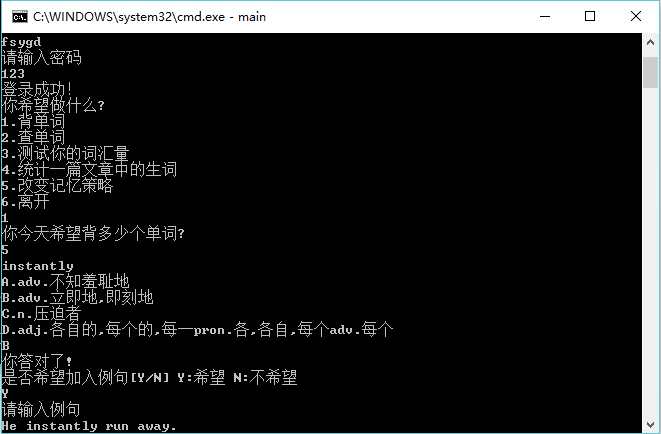 C:\WINDOWS\system32\cmd.exe - main
fsygd
请输入密码
123
登录成功!
你希望做什么?
1.背单词
2.查单词
3.测试你的词汇量
4.统计一篇文章中的生词
5.改变记忆策略
6.离开
1
你今天希望背多少个单词?
5
instantly
A.adv.不知羞耻地
B.adv.立即地,即刻地
C.n.压迫者
D.adj.各自的,每个的,每一pron.各,各自,每个adv.每个
B
你答对了!
是否希望加入例句[Y/N] Y:希望 N:不希望
Y
请输入例句
He instantly run away.